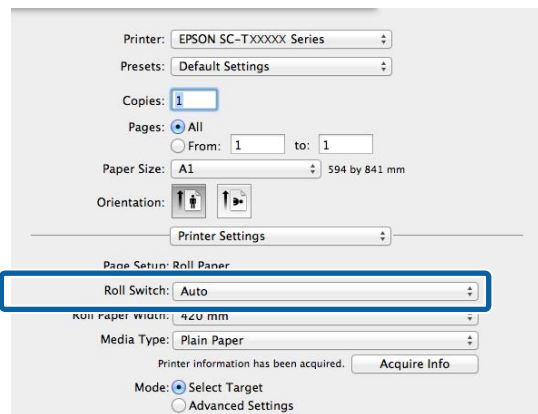 Printer: EPSON SC-TXXXXX Series
Presets: Default Settings
Copies: 1
Pages: All
From: 1 to: 1
Paper Size: A1 594 by 841 mm
Orientation:
Printer Settings
Page Setup: Roll Paper
Roll Switch: Auto
Roll Paper Width: 420 mm
Media Type: Plain Paper
Printer information has been acquired. Acquire Info
Mode: Select Target
Advanced Settings